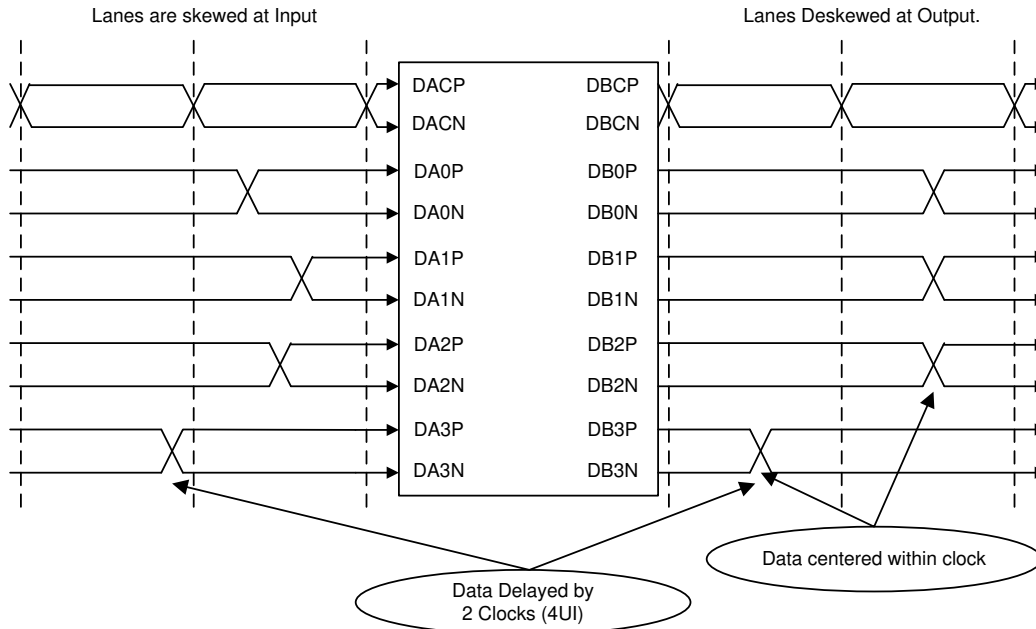 Lanes are skewed at Input
Lanes Deskewed at Output.
DACP
DBCP
DACN
DBCN
DA0P
DB0P
DA0N
DB0N
DA1P
DB1P
DA1N
DB1N
DA2P
DB2P
DA2N
DB2N
DA3P
DB3P
DA3N
DB3N
Data centered within clock
Data Delayed by
2 Clocks (4UI)